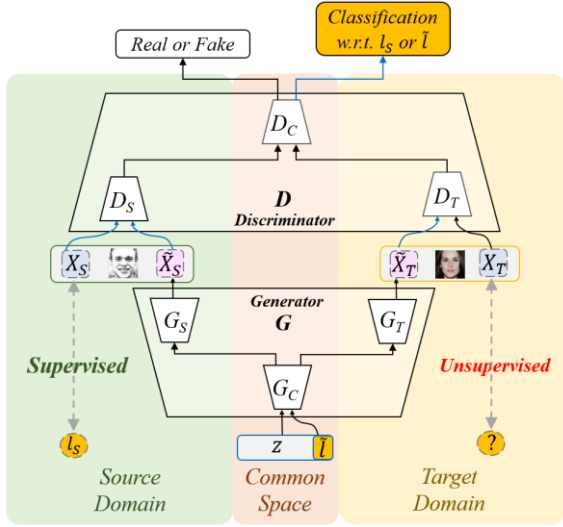 Real or Fake
Classification
w.r.t. l_S or l̃
D_C
D_S
D_T
D
Discriminator
X_S
X̃_S
X̃_T
X_T
Generator
G
G_S
G_T
Supervised
Unsupervised
G_C
l_S
z
l̃
?
Source
Domain
Common
Space
Target
Domain